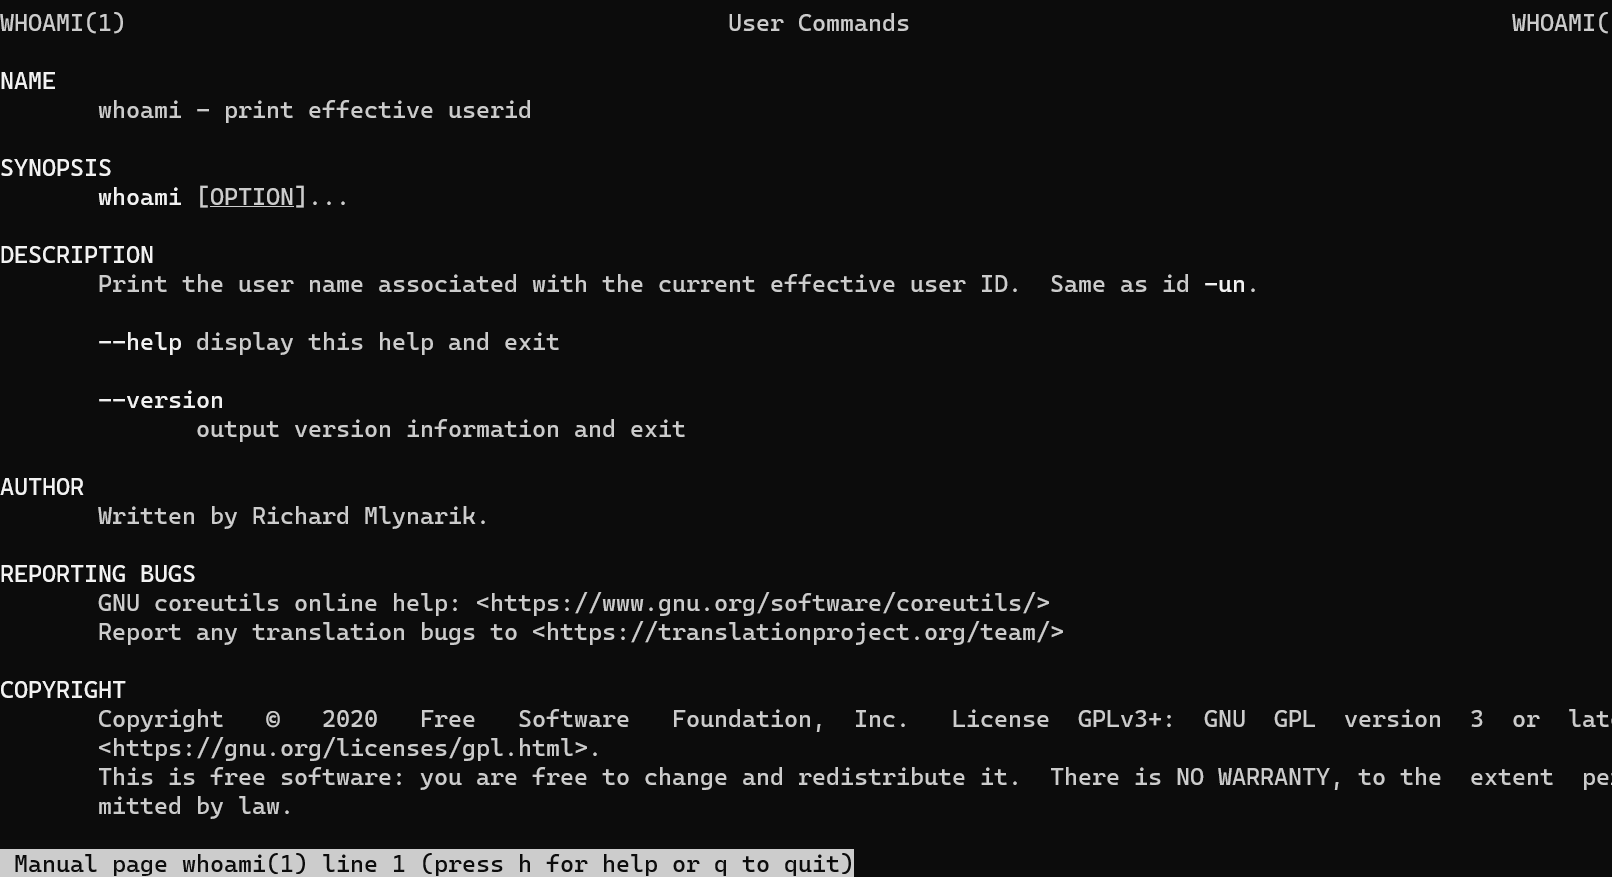 WHOAMI(1) User Commands WHOAMI(
NAME
whoami - print effective userid
SYNOPSIS
whoami [OPTION]...
DESCRIPTION
Print the user name associated with the current effective user ID.  Same as id -un.
--help display this help and exit
--version
output version information and exit
AUTHOR
Written by Richard Mlynarik.
REPORTING BUGS
GNU coreutils online help: <https://www.gnu.org/software/coreutils/>
Report any translation bugs to <https://translationproject.org/team/>
COPYRIGHT
Copyright © 2020 Free Software Foundation, Inc. License GPLv3+: GNU GPL version 3 or
<https://gnu.org/licenses/gpl.html>.
This is free software: you are free to change and redistribute it.  There is NO WARRANTY, to the extent
mitted by law.
Manual page whoami(1) line 1 (press h for help or q to quit)